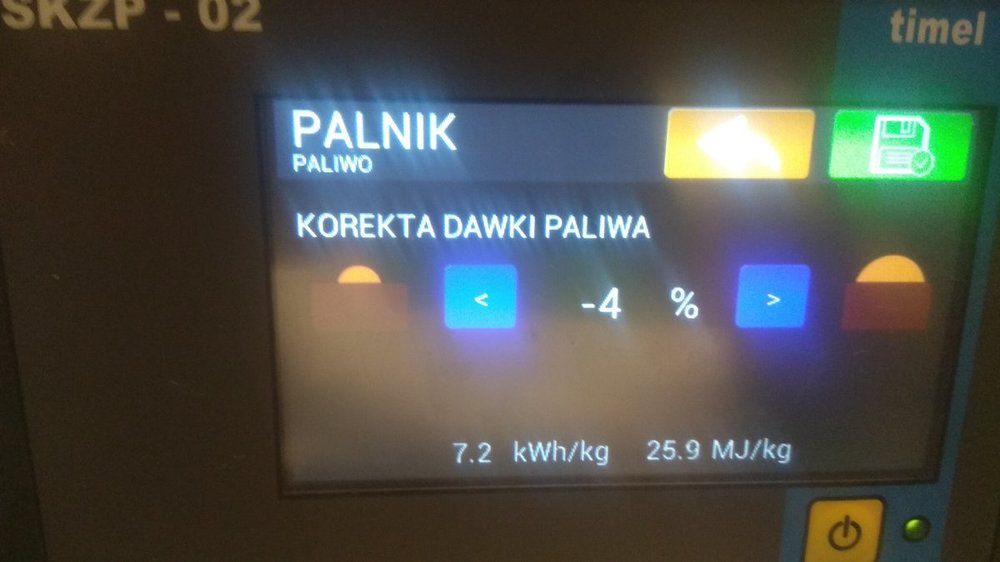 SKZP - 02
timel
PALNIK
PALIWO
KOREKTA DAWKI PALIWA
< -4 % >
7.2 kWh/kg 25.9 MJ/kg